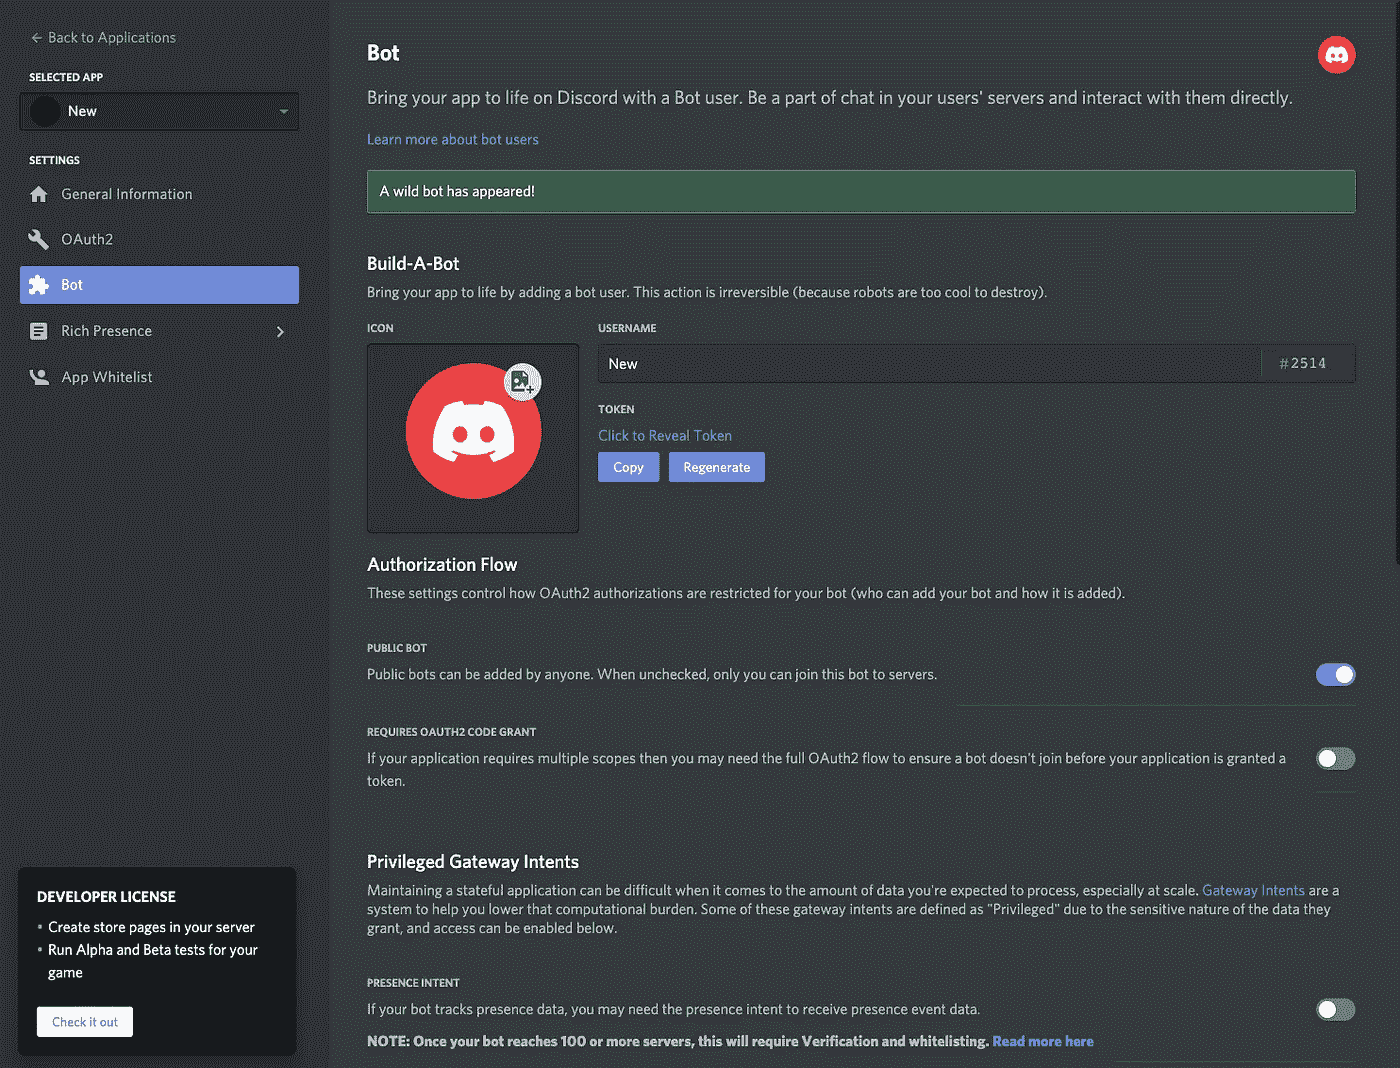 ← Back to Applications
SELECTED APP
New
SETTINGS
General Information
OAuth2
Bot
Rich Presence
App Whitelist
DEVELOPER LICENSE
• Create store pages in your server
• Run Alpha and Beta tests for your
game
Check it out
Bot
Bring your app to life on Discord with a Bot user. Be a part of chat in your users' servers and interact with them directly.
Learn more about bot users
A wild bot has appeared!
Build-A-Bot
Bring your app to life by adding a bot user. This action is irreversible (because robots are too cool to destroy).
ICON
USERNAME
New
#2514
TOKEN
Click to Reveal Token
Copy
Regenerate
Authorization Flow
These settings control how OAuth2 authorizations are restricted for your bot (who can add your bot and how it is added).
PUBLIC BOT
Public bots can be added by anyone. When unchecked, only you can join this bot to servers.
REQUIRES OAUTH2 CODE GRANT
If your application requires multiple scopes then you may need the full OAuth2 flow to ensure a bot doesn't join before your application is granted a
token.
Privileged Gateway Intents
Maintaining a stateful application can be difficult when it comes to the amount of data you're expected to process, especially at scale. Gateway Intents are a
system to help you lower that computational burden. Some of these gateway intents are defined as "Privileged" due to the sensitive nature of the data they
grant, and access can be enabled below.
PRESENCE INTENT
If your bot tracks presence data, you may need the presence intent to receive presence event data.
NOTE: Once your bot reaches 100 or more servers, this will require Verification and whitelisting. Read more here